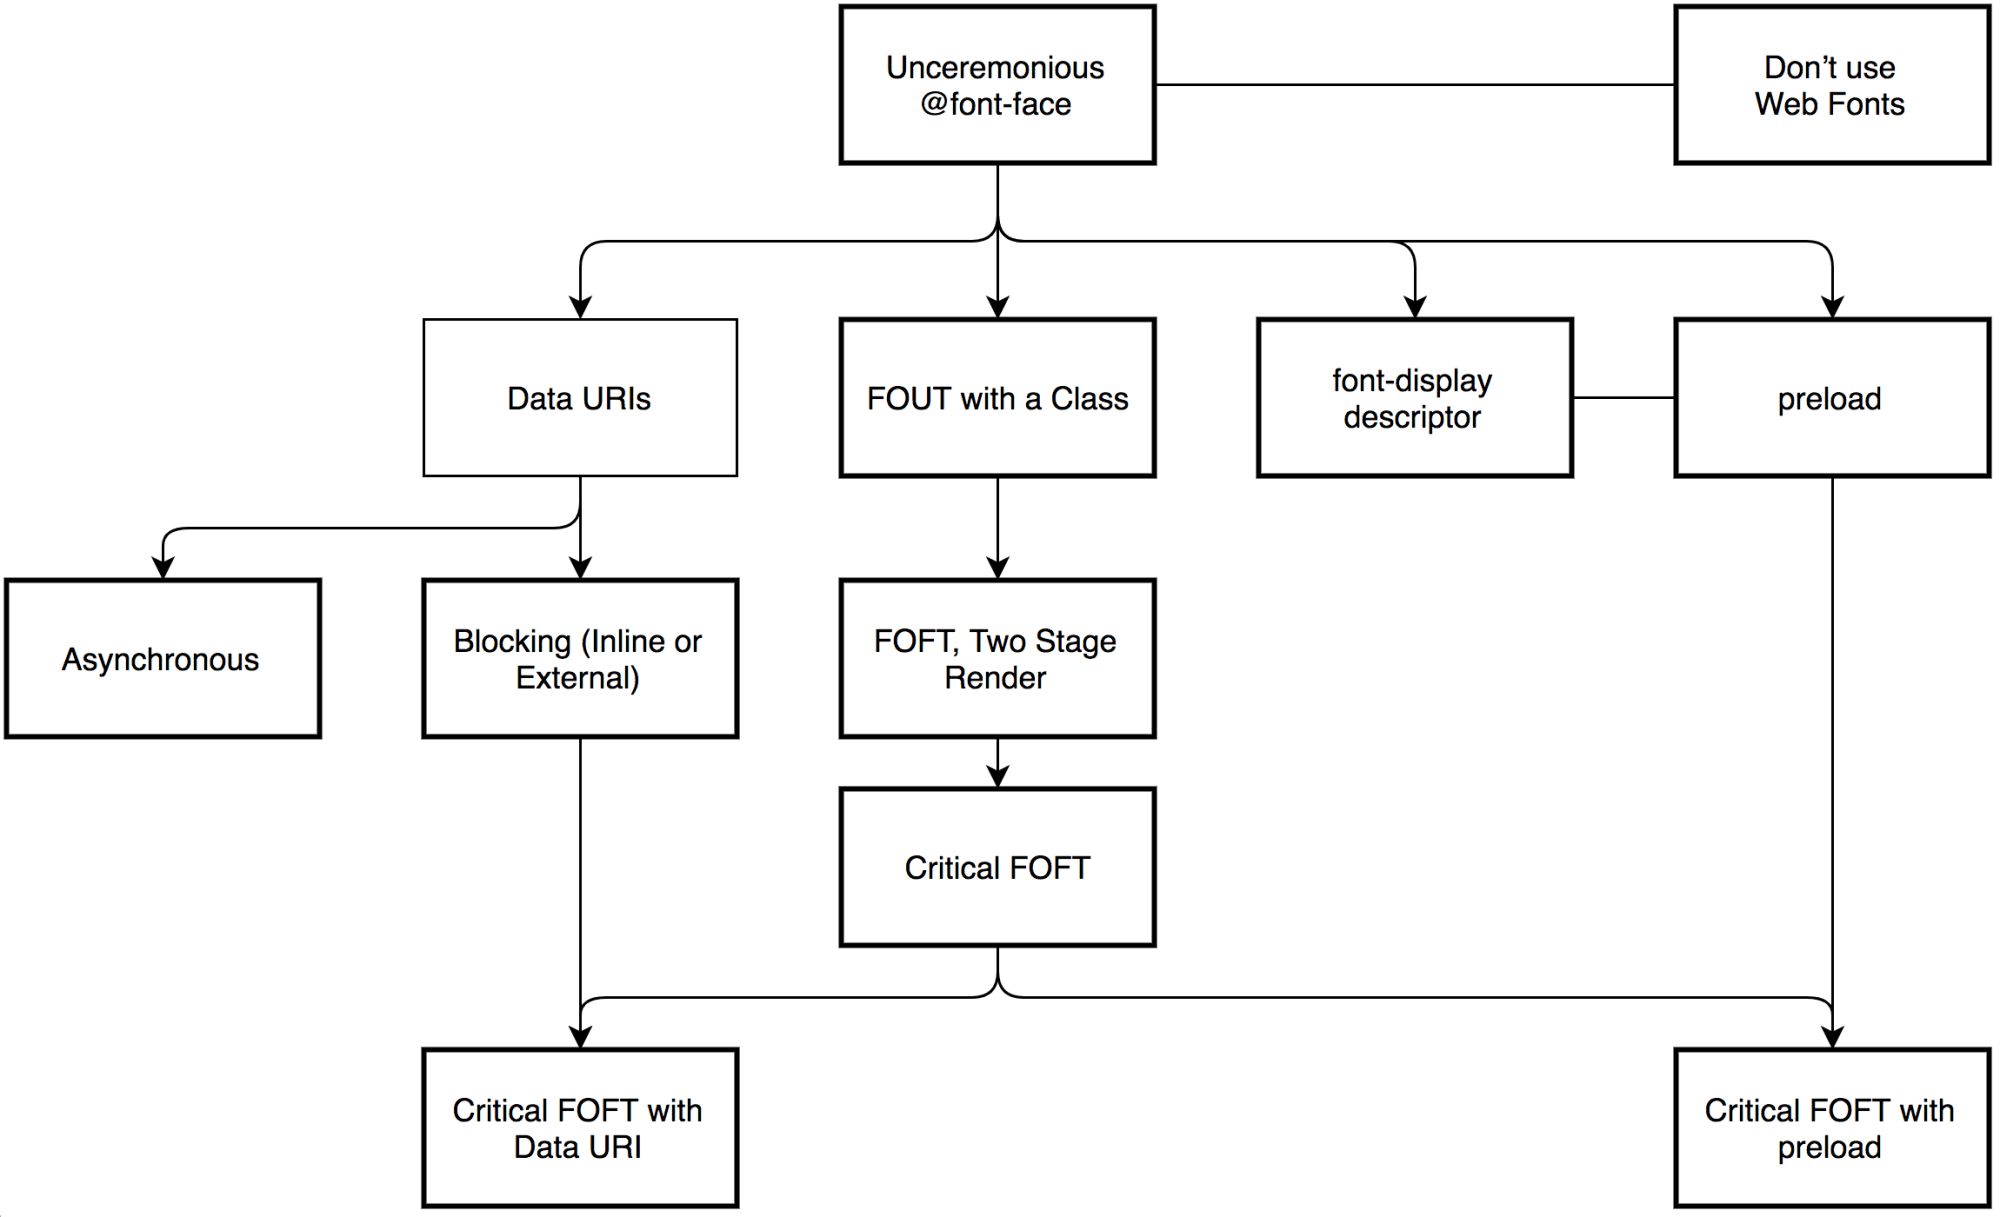 Unceremonious
@font-face
Don’t use
Web Fonts
Data URIs
FOUT with a Class
font-display
descriptor
preload
Asynchronous
Blocking (Inline or
External)
FOFT, Two Stage
Render
Critical FOFT
Critical FOFT with
Data URI
Critical FOFT with
preload